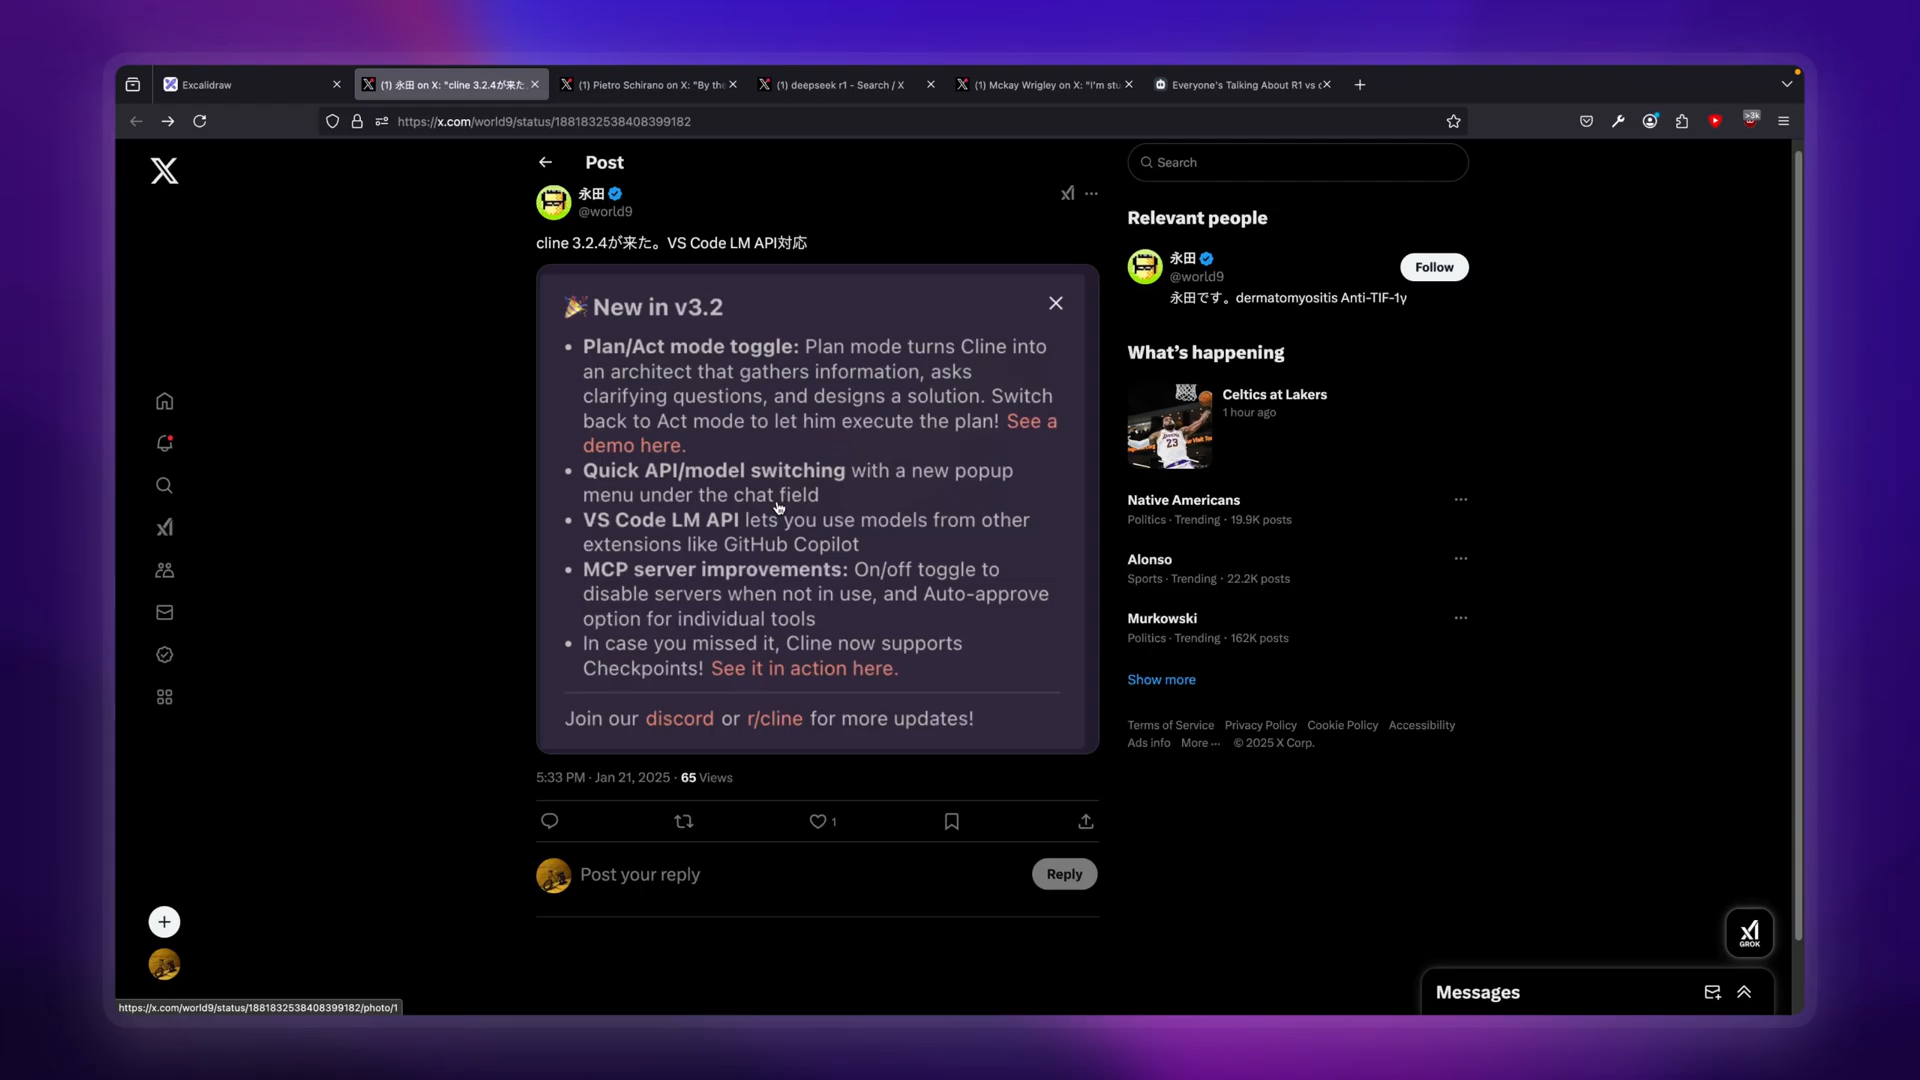 Excalidraw
(1) 永田 on X: "cline 3.2.4が来た
(1) Pietro Schirano on X: "By the
(1) deepseek r1 - Search / X
(1) Mckay Wrigley on X: "I'm stu
Everyone's Talking About R1 vs o
https://x.com/world9/status/1881832538408399182
>3k
Post
永田
@world9
cline 3.2.4が来た。VS Code LM API対応
New in v3.2
• Plan/Act mode toggle: Plan mode turns Cline into
an architect that gathers information, asks
clarifying questions, and designs a solution. Switch
back to Act mode to let him execute the plan! See a
demo here.
• Quick API/model switching with a new popup
menu under the chat field
• VS Code LM API lets you use models from other
extensions like GitHub Copilot
• MCP server improvements: On/off toggle to
disable servers when not in use, and Auto-approve
option for individual tools
• In case you missed it, Cline now supports
Checkpoints! See it in action here.
Join our discord or r/cline for more updates!
5:33 PM · Jan 21, 2025 · 65 Views
1
Post your reply
Reply
Search
Relevant people
永田
@world9
Follow
永田です。dermatomyositis Anti-TIF-1γ
What's happening
Celtics at Lakers
1 hour ago
23
Native Americans
Politics · Trending · 19.9K posts
Alonso
Sports · Trending · 22.2K posts
Murkowski
Politics · Trending · 162K posts
Show more
Terms of Service Privacy Policy Cookie Policy Accessibility
Ads info More ··· © 2025 X Corp.
GROK
Messages
https://x.com/world9/status/1881832538408399182/photo/1